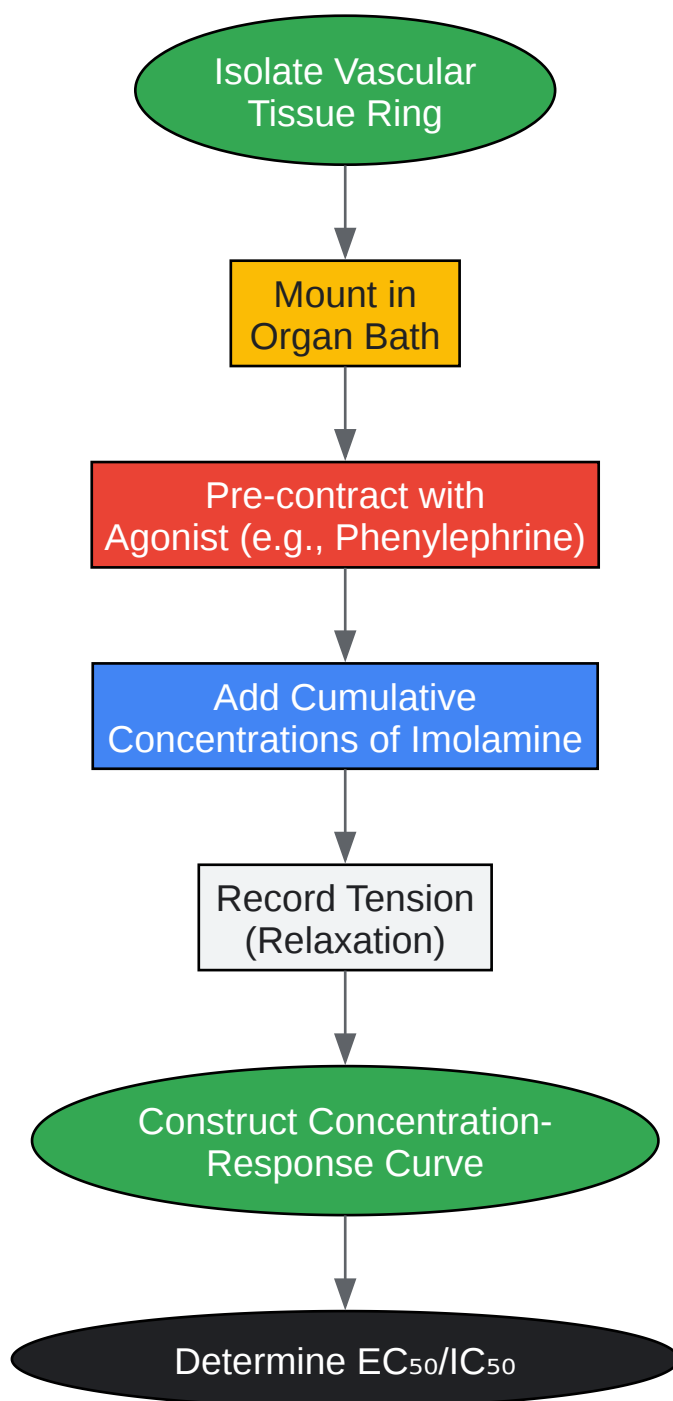 Isolate Vascular
Tissue Ring
Mount in
Organ Bath
Pre-contract with
Agonist (e.g., Phenylephrine)
Add Cumulative
Concentrations of Imolamine
Record Tension
(Relaxation)
Construct Concentration-
Response Curve
Determine EC₅₀/IC₅₀